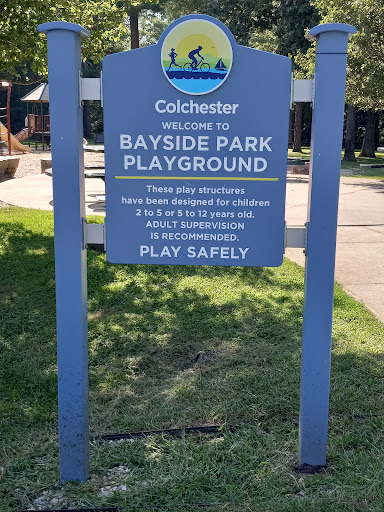 Colchester
WELCOME TO
BAYSIDE PARK
PLAYGROUND
These play structures
have been designed for children
2 to 5 or 5 to 12 years old.
ADULT SUPERVISION
IS RECOMMENDED.
PLAY SAFELY